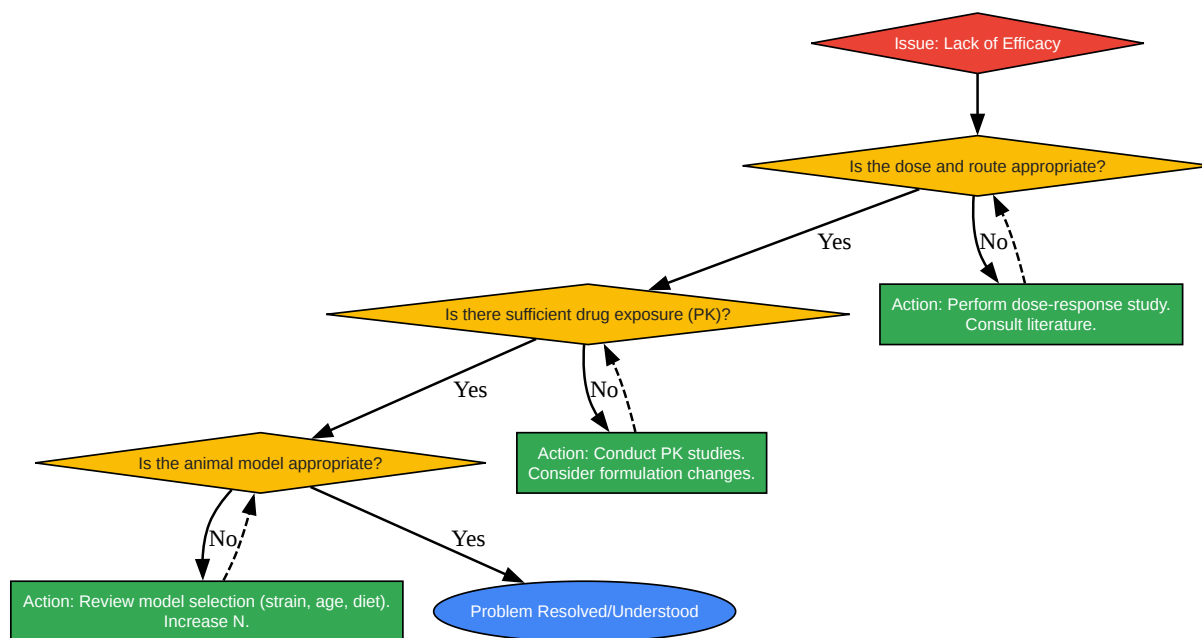 Issue: Lack of Efficacy
Is the dose and route appropriate?
Yes
No
Action: Perform dose-response study.
Consult literature.
Is there sufficient drug exposure (PK)?
Yes
No
Action: Conduct PK studies.
Consider formulation changes.
Is the animal model appropriate?
No
Yes
Action: Review model selection (strain, age, diet).
Increase N.
Problem Resolved/Understood